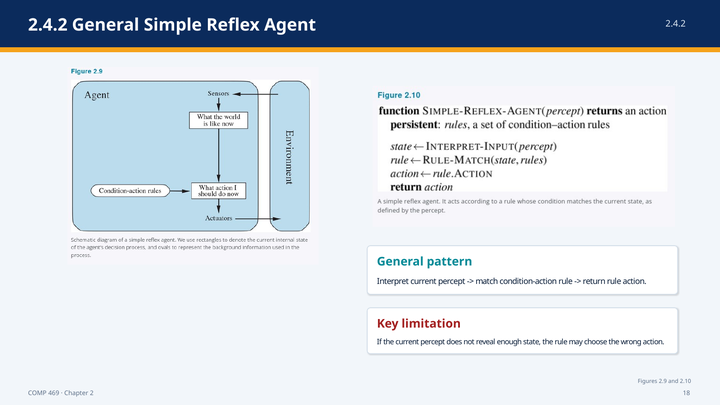 2.4.2 General Simple Reflex Agent
2.4.2
Figure 2.9
Agent
Sensors
What the world
is like now
Environment
Condition-action rules
What action I
should do now
Actuators
Schematic diagram of a simple reflex agent. We use rectangles to denote the current internal state
of the agent's decision process, and ovals to represent the background information used in the
process.
Figure 2.10
function SIMPLE-REFLEX-AGENT(percept) returns an action
persistent: rules, a set of condition–action rules
state ← INTERPRET-INPUT(percept)
rule ← RULE-MATCH(state, rules)
action ← rule.ACTION
return action
A simple reflex agent. It acts according to a rule whose condition matches the current state, as
defined by the percept.
General pattern
Interpret current percept -> match condition-action rule -> return rule action.
Key limitation
If the current percept does not reveal enough state, the rule may choose the wrong action.
Figures 2.9 and 2.10
COMP 469 · Chapter 2
18